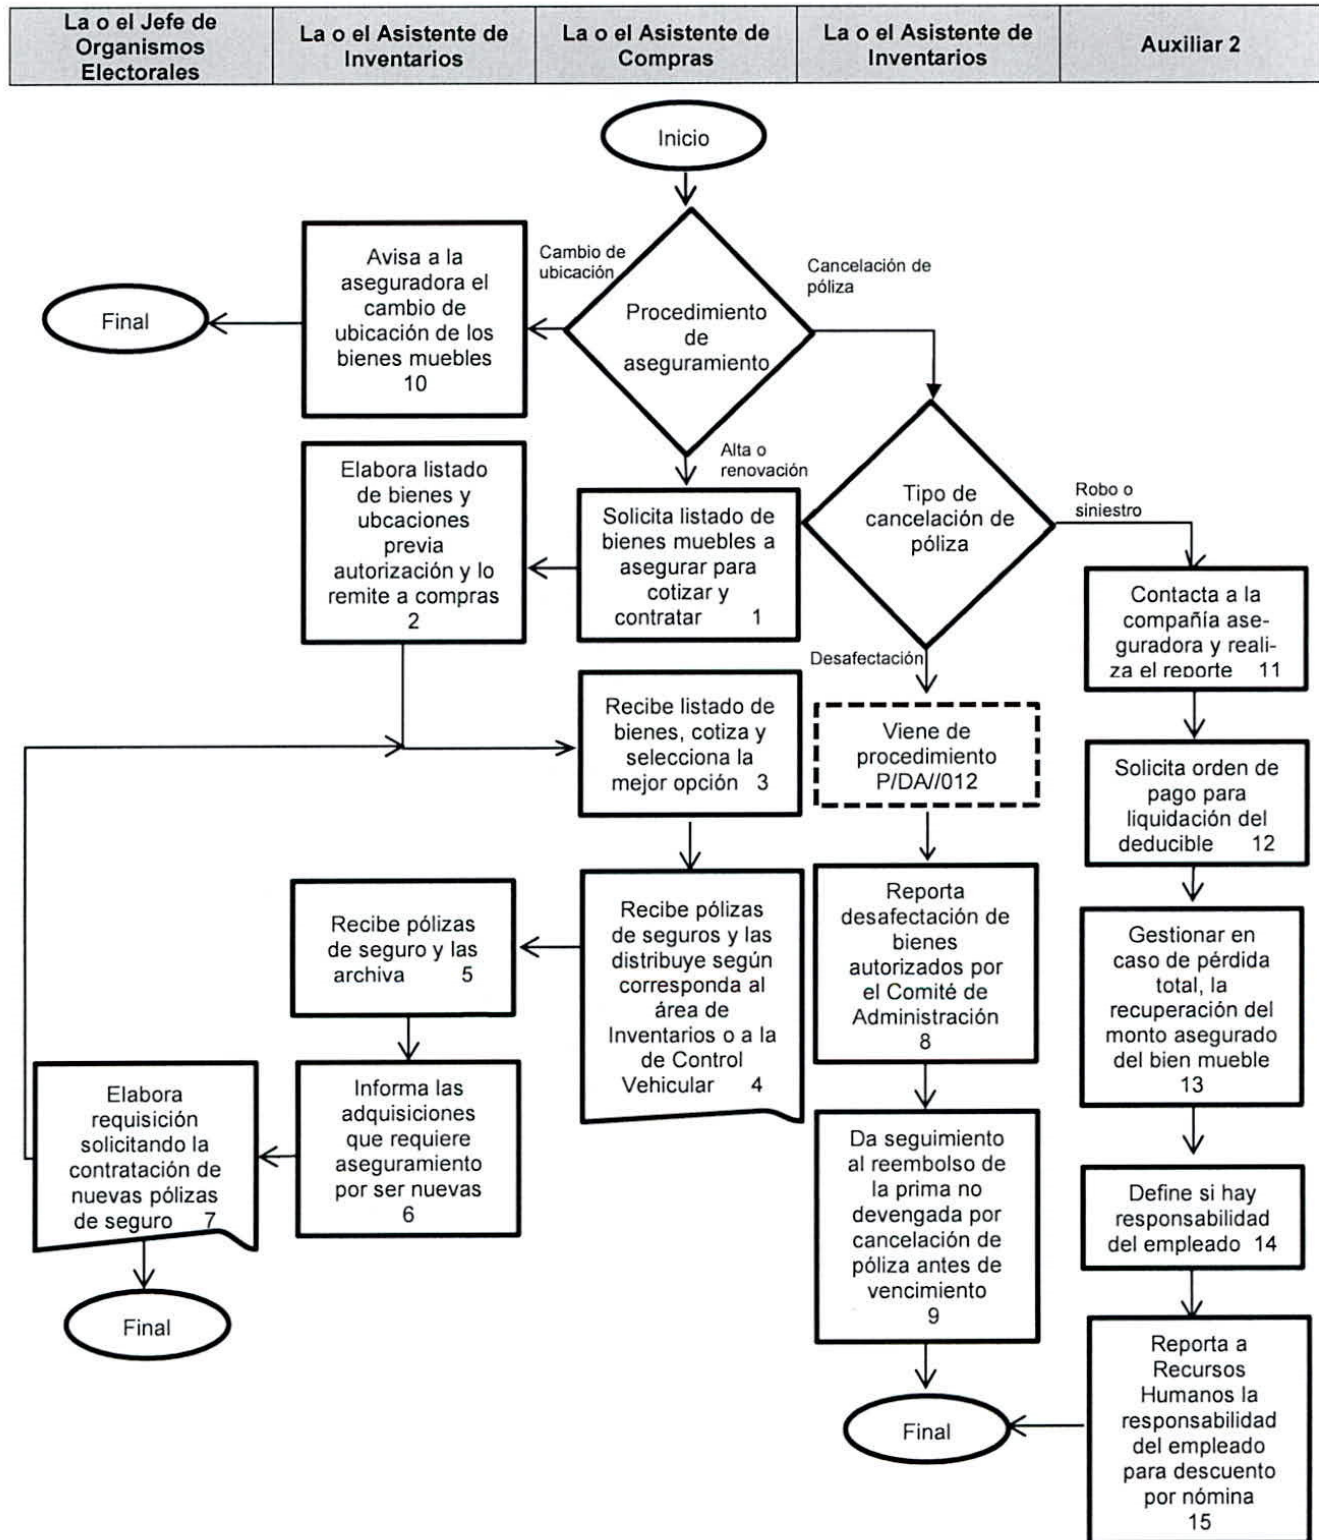 La o el Jefe de
Organismos
Electorales
La o el Asistente de
Inventarios
La o el Asistente de
Compras
La o el Asistente de
Inventarios
Auxiliar 2
Inicio
Cambio de
ubicación
Cancelación de
póliza
Procedimiento
de
aseguramiento
Avisa a la
aseguradora el
cambio de
ubicación de los
bienes muebles
10
Final
Alta o
renovación
Elabora listado
de bienes y
ubcaciones
previa
autorización y lo
remite a compras
2
Solicita listado de
bienes muebles a
asegurar para
cotizar y
contratar 1
Tipo de
cancelación de
póliza
Robo o
siniestro
Desafectación
Contacta a la
compañía ase-
guradora y reali-
za el reporte 11
Recibe listado de
bienes, cotiza y
selecciona la
mejor opción 3
Viene de
procedimiento
P/DA//012
Solicita orden de
pago para
liquidación del
deducible 12
Recibe pólizas
de seguro y las
archiva 5
Recibe pólizas
de seguros y las
distribuye según
corresponda al
área de
Inventarios o a la
de Control
Vehicular 4
Reporta
desafectación de
bienes
autorizados por
el Comité de
Administración
8
Gestionar en
caso de pérdida
total, la
recuperación del
monto asegurado
del bien mueble
13
Elabora
requisición
solicitando la
contratación de
nuevas pólizas
de seguro 7
Informa las
adquisiciones
que requiere
aseguramiento
por ser nuevas
6
Da seguimiento
al reembolso de
la prima no
devengada por
cancelación de
póliza antes de
vencimiento
9
Define si hay
responsabilidad
del empleado 14
Final
Final
Reporta a
Recursos
Humanos la
responsabilidad
del empleado
para descuento
por nómina
15